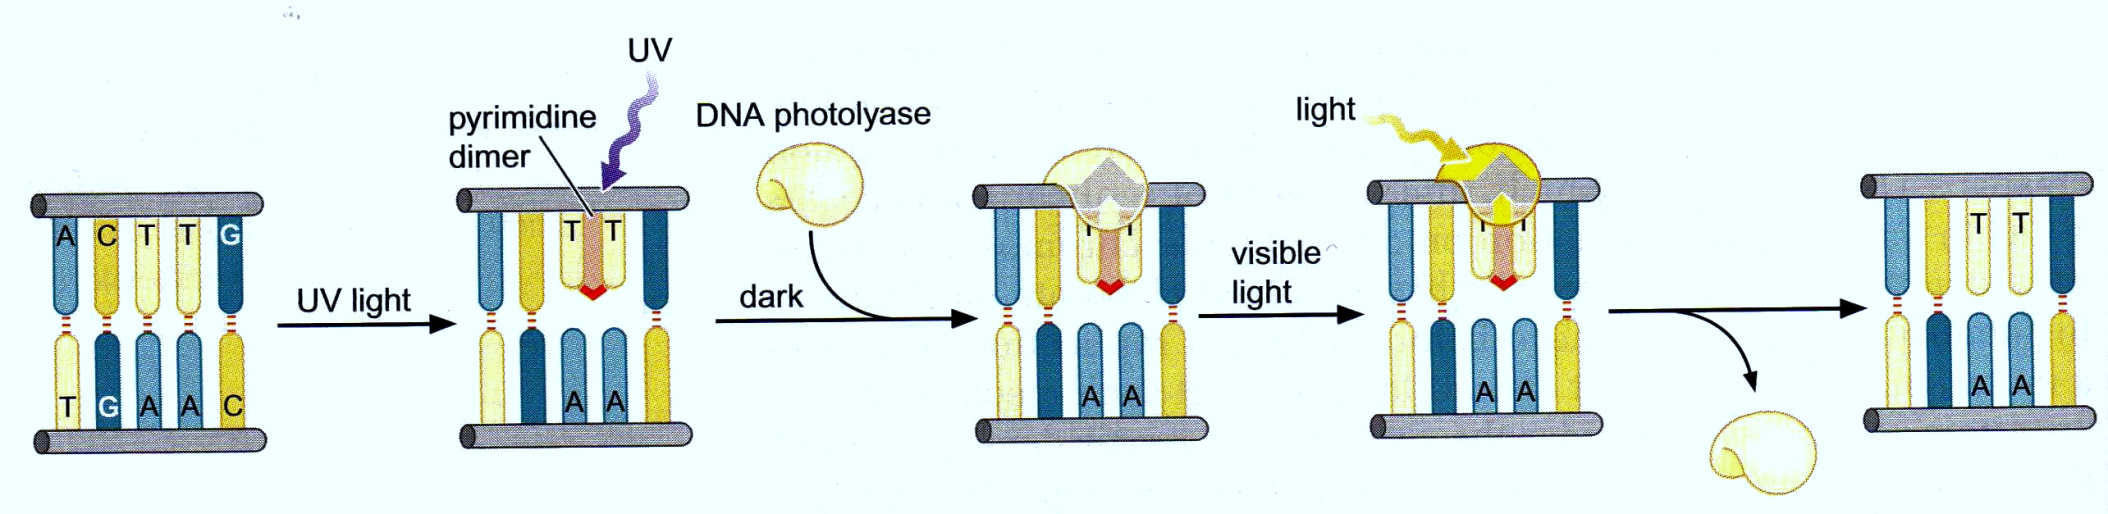 UV
pyrimidine
dimer
DNA photolyase
light
A C T T G
T G A A C
UV light
T T
A A
dark
A A
visible
light
A A
T T
A A